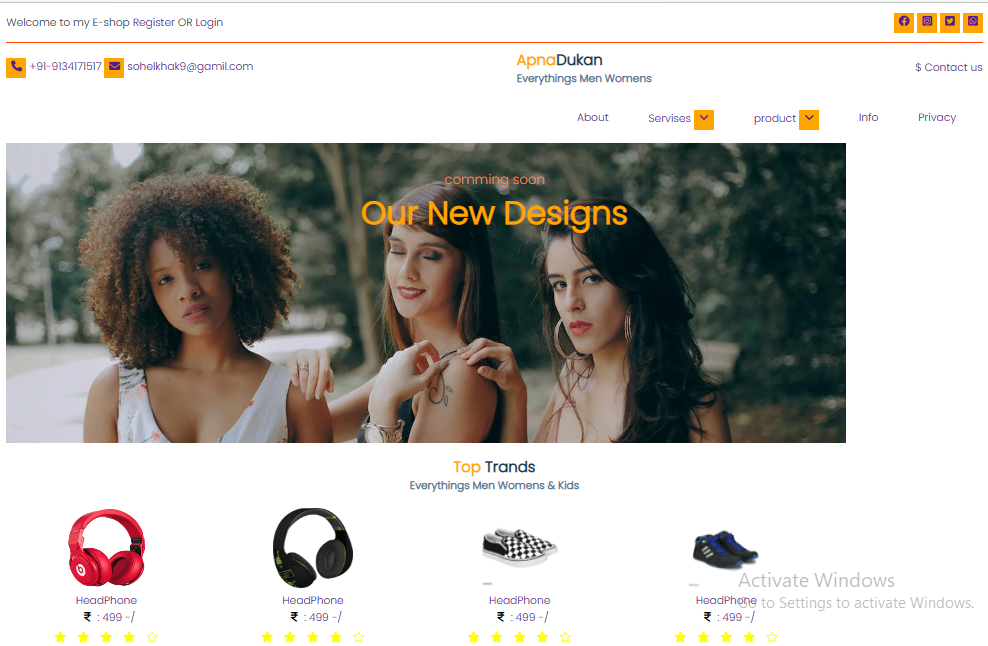 Welcome to my E-shop Register OR Login
+91-9134171517 sohelkhak9@gamil.com
ApnaDukan
Everythings Men Womens
$ Contact us
About Servises product Info Privacy
comming soon
Our New Designs
Top Trands
Everythings Men Womens & Kids
HeadPhone HeadPhone HeadPhone HeadPhone
₹ : 499 -/ ₹ : 499 -/ ₹ : 499 -/ ₹ : 499 -/
Activate Windows
Go to Settings to activate Windows.